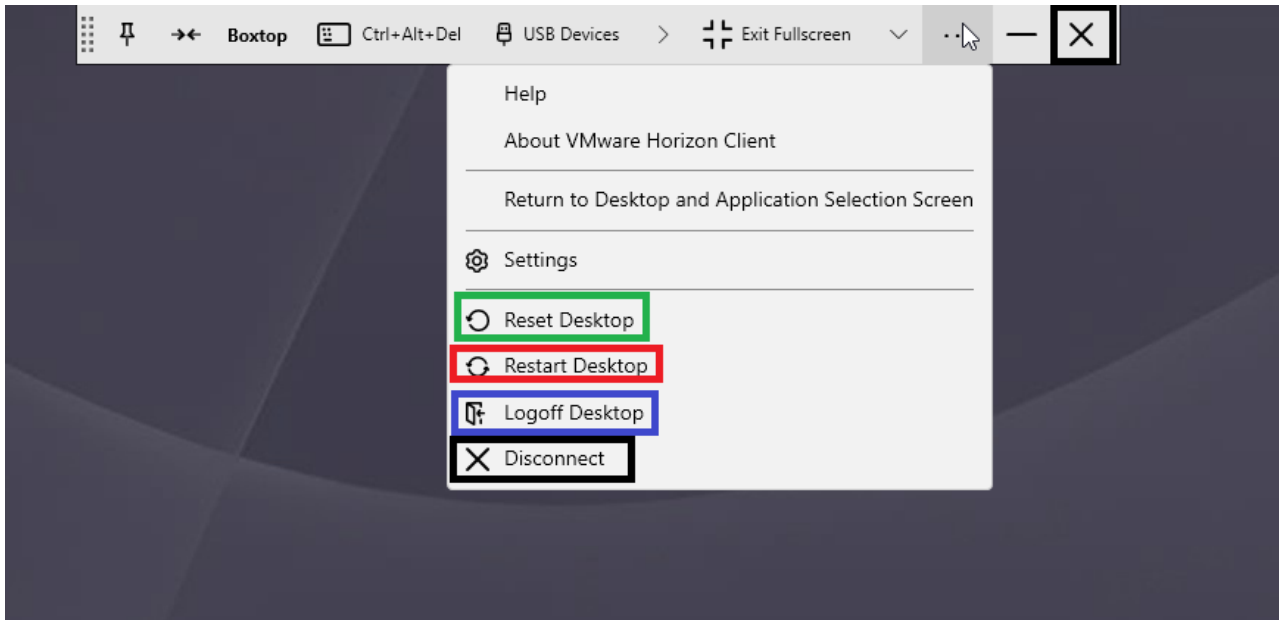 Boxtop Ctrl+Alt+Del USB Devices Exit Fullscreen
Help
About VMware Horizon Client
Return to Desktop and Application Selection Screen
Settings
Reset Desktop
Restart Desktop
Logoff Desktop
Disconnect